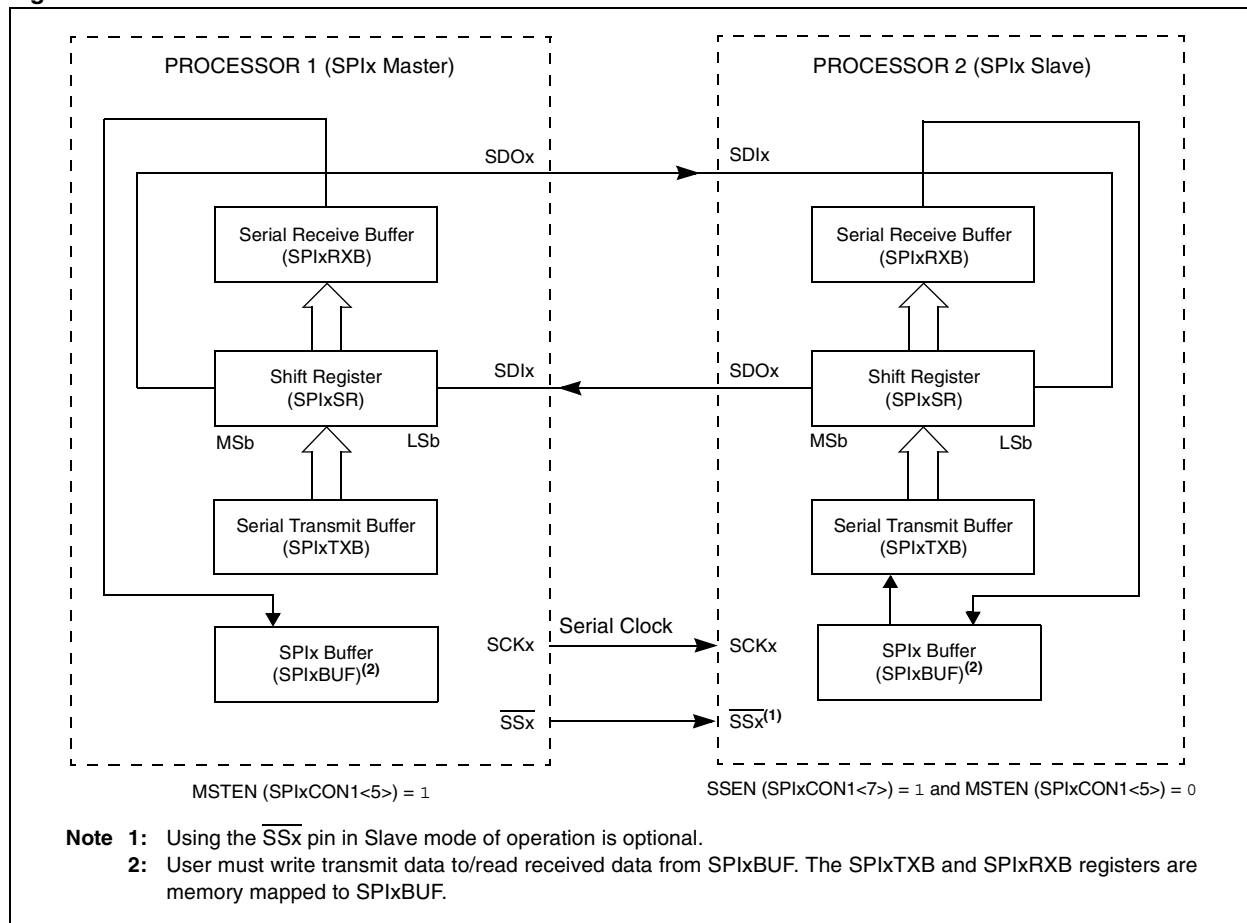 PROCESSOR 1 (SPIx Master)
PROCESSOR 2 (SPIx Slave)
SDOx
SDIx
Serial Receive Buffer
(SPIxRXB)
Serial Receive Buffer
(SPIxRXB)
Shift Register
(SPIxSR)
SDIx
SDOx
Shift Register
(SPIxSR)
MSb
LSb
MSb
LSb
Serial Transmit Buffer
(SPIxTXB)
Serial Transmit Buffer
(SPIxTXB)
SPIx Buffer
(SPIxBUF)(2)
SCKx
Serial Clock
SCKx
SPIx Buffer
(SPIxBUF)(2)
SSx
SSx(1)
MSTEN (SPIxCON1<5>) = 1
SSEN (SPIxCON1<7>) = 1 and MSTEN (SPIxCON1<5>) = 0
Note 1: Using the SSx pin in Slave mode of operation is optional.
2: User must write transmit data to/read received data from SPIxBUF. The SPIxTXB and SPIxRXB registers are
memory mapped to SPIxBUF.